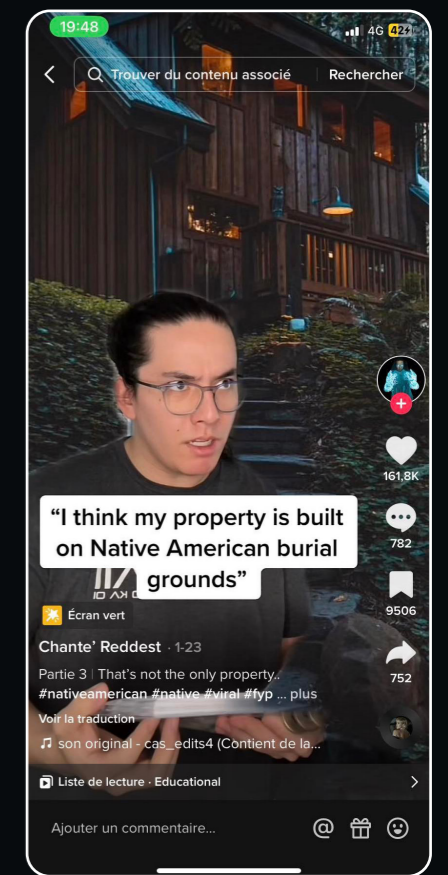 19:48
4G 42
Trouver du contenu associé Rechercher
161,8K
“I think my property is built
on Native American burial
grounds”
782
Écran vert
9506
Chante’ Reddest · 1-23
Partie 3 | That’s not the only property..
#nativeamerican #native #viral #fyp ... plus
752
Voir la traduction
son original - cas_edits4 (Contient de la...
Liste de lecture · Educational
Ajouter un commentaire...